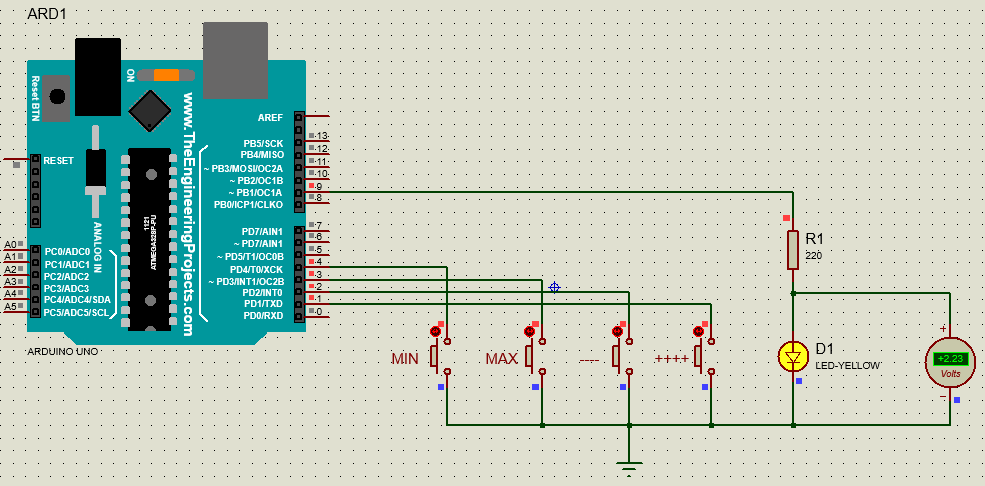 ARD1
Reset BTN
ON
www.TheEngineeringProjects.com
1121
ATMEGA328P-PU
ANALOG IN
RESET
AREF
PB5/SCK
PB4/MISO
~ PB3/MOSI/OC2A
~ PB2/OC1B
~ PB1/OC1A
PB0/ICP1/CLKO
13
12
11
10
9
8
PD7/AIN1
~ PD7/AIN1
~ PD5/T1/OC0B
PD4/T0/XCK
~ PD3/INT1/OC2B
PD2/INT0
PD1/TXD
PD0/RXD
7
6
5
4
3
2
1
0
A0
A1
A2
A3
A4
A5
PC0/ADC0
PC1/ADC1
PC2/ADC2
PC3/ADC3
PC4/ADC4/SDA
PC5/ADC5/SCL
ARDUINO UNO
MIN
MAX
----
++++
R1
220
D1
LED-YELLOW
+
+2.23
Volts
−